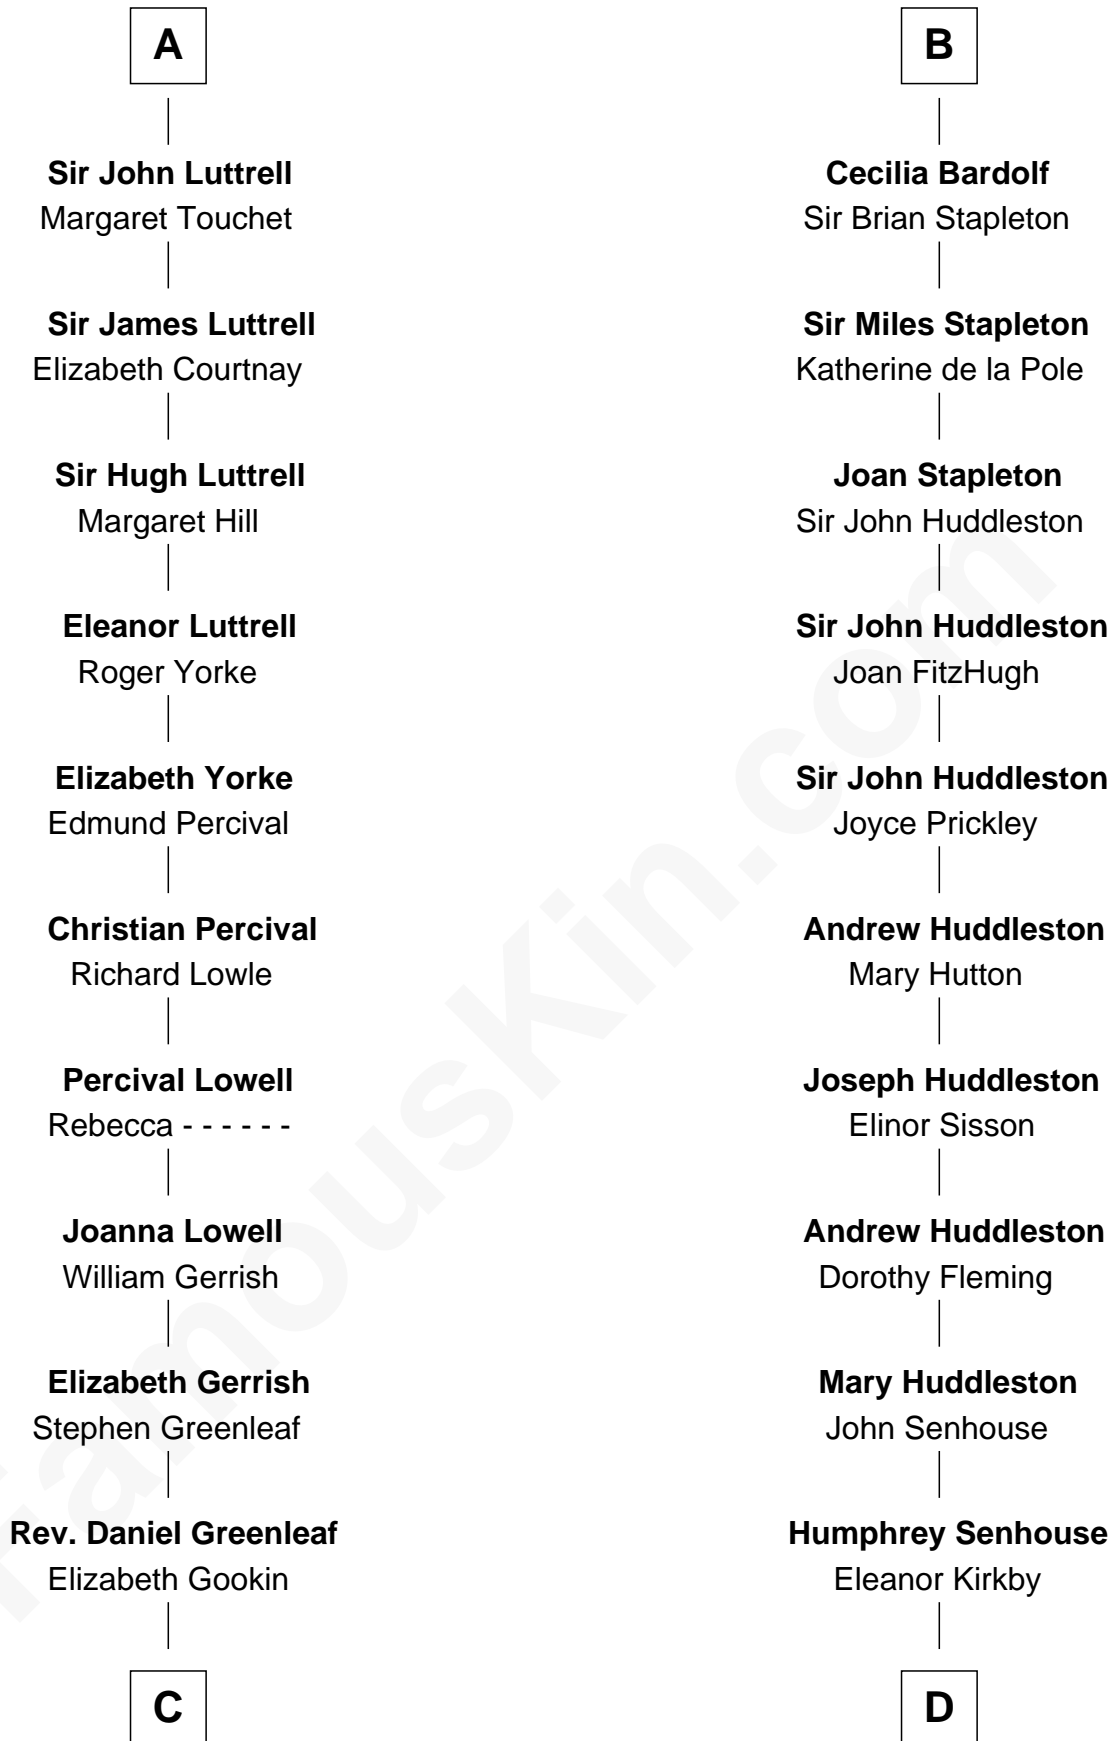 A
Sir John Luttrell
Margaret Touchet
Sir James Luttrell
Elizabeth Courtnay
Sir Hugh Luttrell
Margaret Hill
Eleanor Luttrell
Roger Yorke
Elizabeth Yorke
Edmund Percival
Christian Percival
Richard Lowle
Percival Lowell
Rebecca - - - - - -
Joanna Lowell
William Gerrish
Elizabeth Gerrish
Stephen Greenleaf
Rev. Daniel Greenleaf
Elizabeth Gookin
C
B
Cecilia Bardolf
Sir Brian Stapleton
Sir Miles Stapleton
Katherine de la Pole
Joan Stapleton
Sir John Huddleston
Sir John Huddleston
Joan FitzHugh
Sir John Huddleston
Joyce Prickley
Andrew Huddleston
Mary Hutton
Joseph Huddleston
Elinor Sisson
Andrew Huddleston
Dorothy Fleming
Mary Huddleston
John Senhouse
Humphrey Senhouse
Eleanor Kirkby
D
FamousKin.com